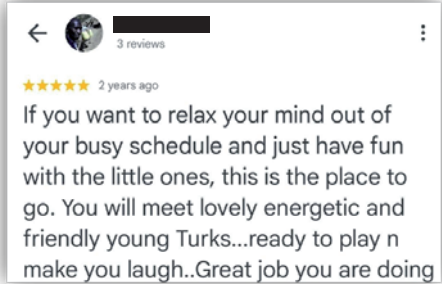 3 reviews
2 years ago
If you want to relax your mind out of
your busy schedule and just have fun
with the little ones, this is the place to
go. You will meet lovely energetic and
friendly young Turks...ready to play n
make you laugh..Great job you are doing